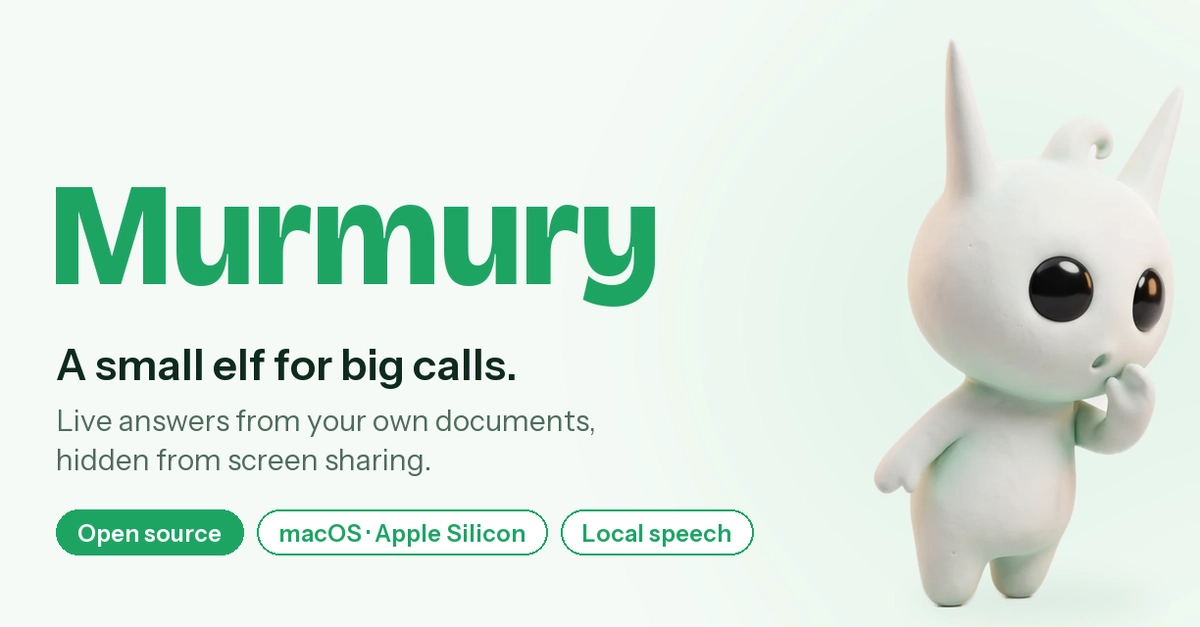 Murmury
A small elf for big calls.
Live answers from your own documents,
hidden from screen sharing.
Open source
macOS · Apple Silicon
Local speech